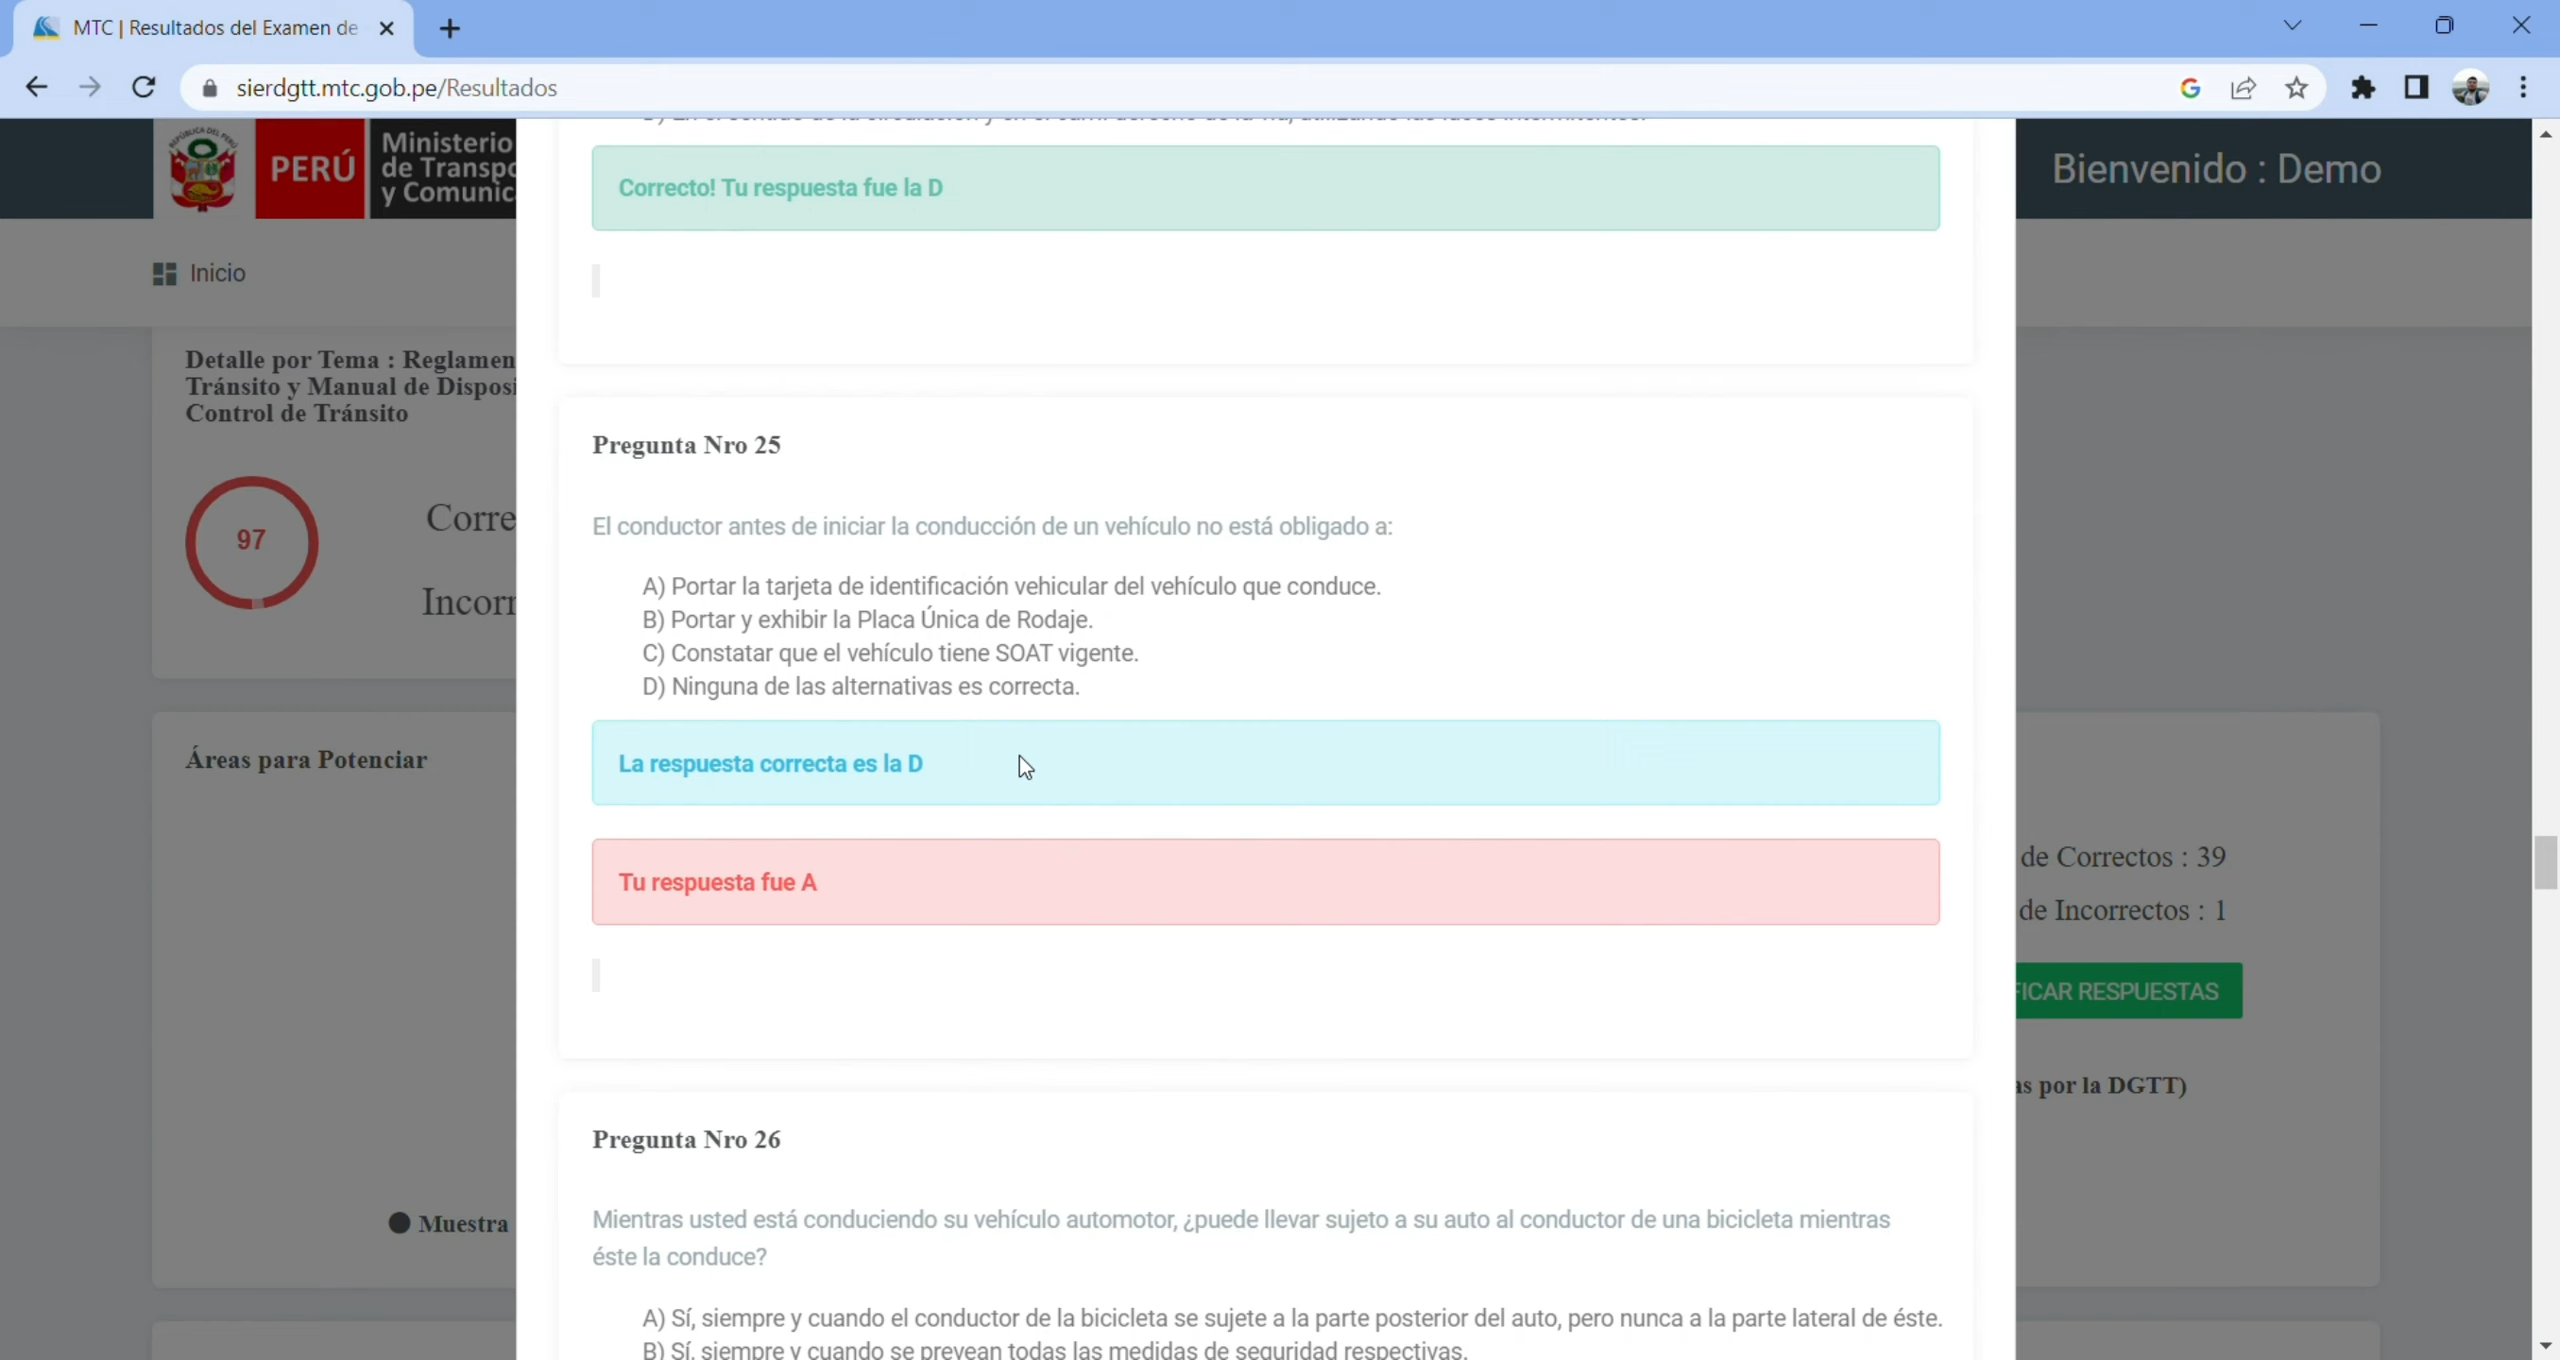 MTC | Resultados del Examen de
sierdgtt.mtc.gob.pe/Resultados
PERÚ
Ministerio
de Transpo
y Comunic
Bienvenido : Demo
Inicio
Correcto! Tu respuesta fue la D
Detalle por Tema : Reglamen
Tránsito y Manual de Disposi
Control de Tránsito
97
Corre
Incorr
Pregunta Nro 25
El conductor antes de iniciar la conducción de un vehículo no está obligado a:
A) Portar la tarjeta de identificación vehicular del vehículo que conduce.
B) Portar y exhibir la Placa Única de Rodaje.
C) Constatar que el vehículo tiene SOAT vigente.
D) Ninguna de las alternativas es correcta.
La respuesta correcta es la D
Tu respuesta fue A
Áreas para Potenciar
Muestra
de Correctos : 39
de Incorrectos : 1
FICAR RESPUESTAS
as por la DGTT)
Pregunta Nro 26
Mientras usted está conduciendo su vehículo automotor, ¿puede llevar sujeto a su auto al conductor de una bicicleta mientras
éste la conduce?
A) Sí, siempre y cuando el conductor de la bicicleta se sujete a la parte posterior del auto, pero nunca a la parte lateral de éste.
B) Sí, siempre y cuando se prevean todas las medidas de seguridad respectivas.